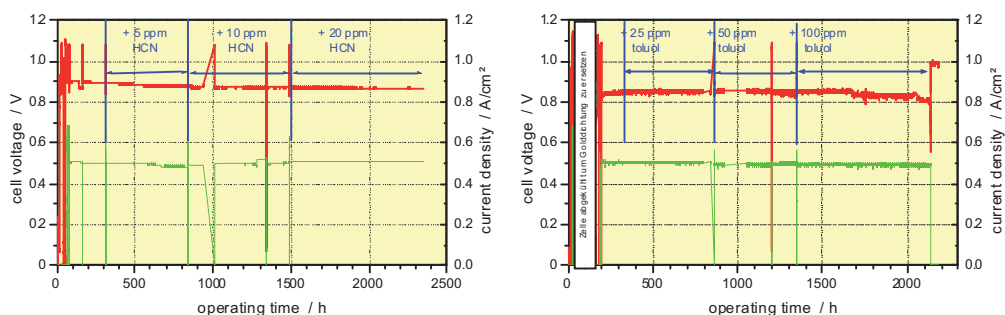 1.2
1.0
0.8
0.6
0.4
0.2
0
cell voltage / V
+ 5 ppm
HCN
+ 10 ppm
HCN
+ 20 ppm
HCN
1.2
1.0
0.8
0.6
0.4
0.2
0.0
current density / A/cm²
0
500
1000
1500
2000
2500
operating time / h
1.2
1.0
0.8
0.6
0.4
0.2
0
cell voltage / V
Zelle abgekühlt um Golddichtung zu ersetzen
+ 25 ppm
toluol
+ 50 ppm
toluol
+ 100 ppm
toluol
1.2
1.0
0.8
0.6
0.4
0.2
0.0
current density / A/cm²
0
500
1000
1500
2000
operating time / h